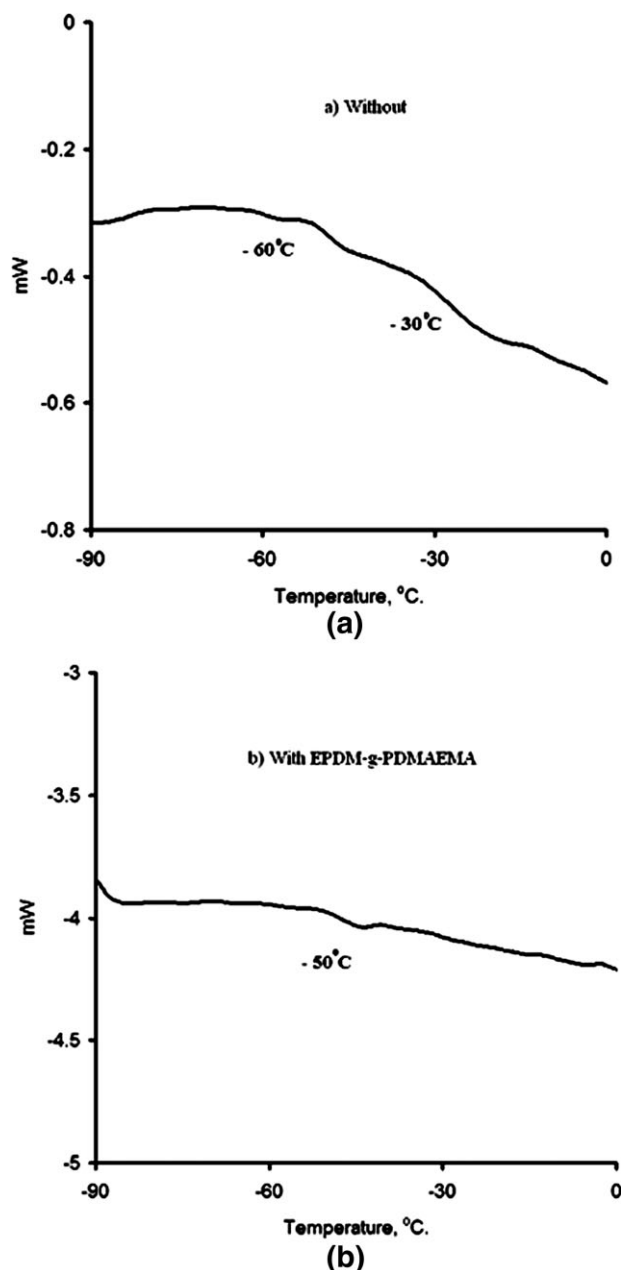 0
a) Without
-0.2
- 60°C
mW
-0.4
- 30°C
-0.6
-0.8
-90
-60
-30
0
Temperature, °C.
(a)
-3
b) With EPDM-g-PDMAEMA
-3.5
mW
-4
- 50°C
-4.5
-5
-90
-60
-30
0
Temperature, °C.
(b)